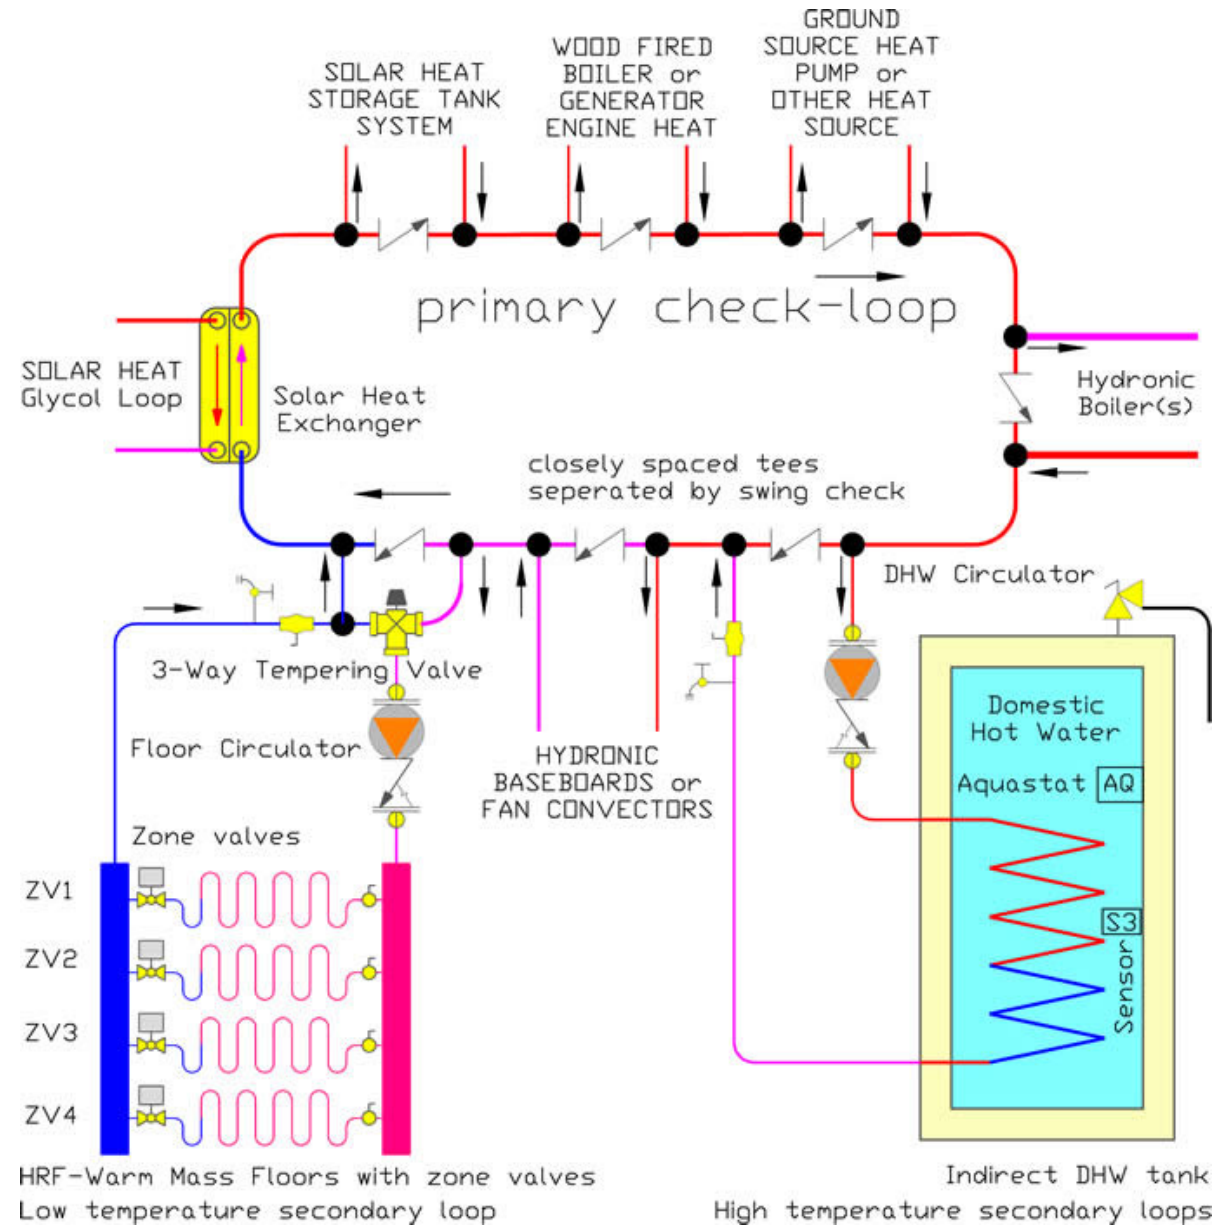 SOLAR HEAT
STORAGE TANK
SYSTEM
WOOD FIRED
BOILER or
GENERATOR
ENGINE HEAT
GROUND
SOURCE HEAT
PUMP or
OTHER HEAT
SOURCE
primary check-loop
SOLAR HEAT
Glycol Loop
Solar Heat
Exchanger
Hydronic
Boiler(s)
closely spaced tees
seperated by swing check
DHW Circulator
3-Way Tempering Valve
Floor Circulator
HYDRONIC
BASEBOARDS or
FAN CONVECTORS
Domestic
Hot Water
Aquastat AQ
S3
Sensor
Zone valves
ZV1
ZV2
ZV3
ZV4
HRF-Warm Mass Floors with zone valves
Low temperature secondary loop
Indirect DHW tank
High temperature secondary loops